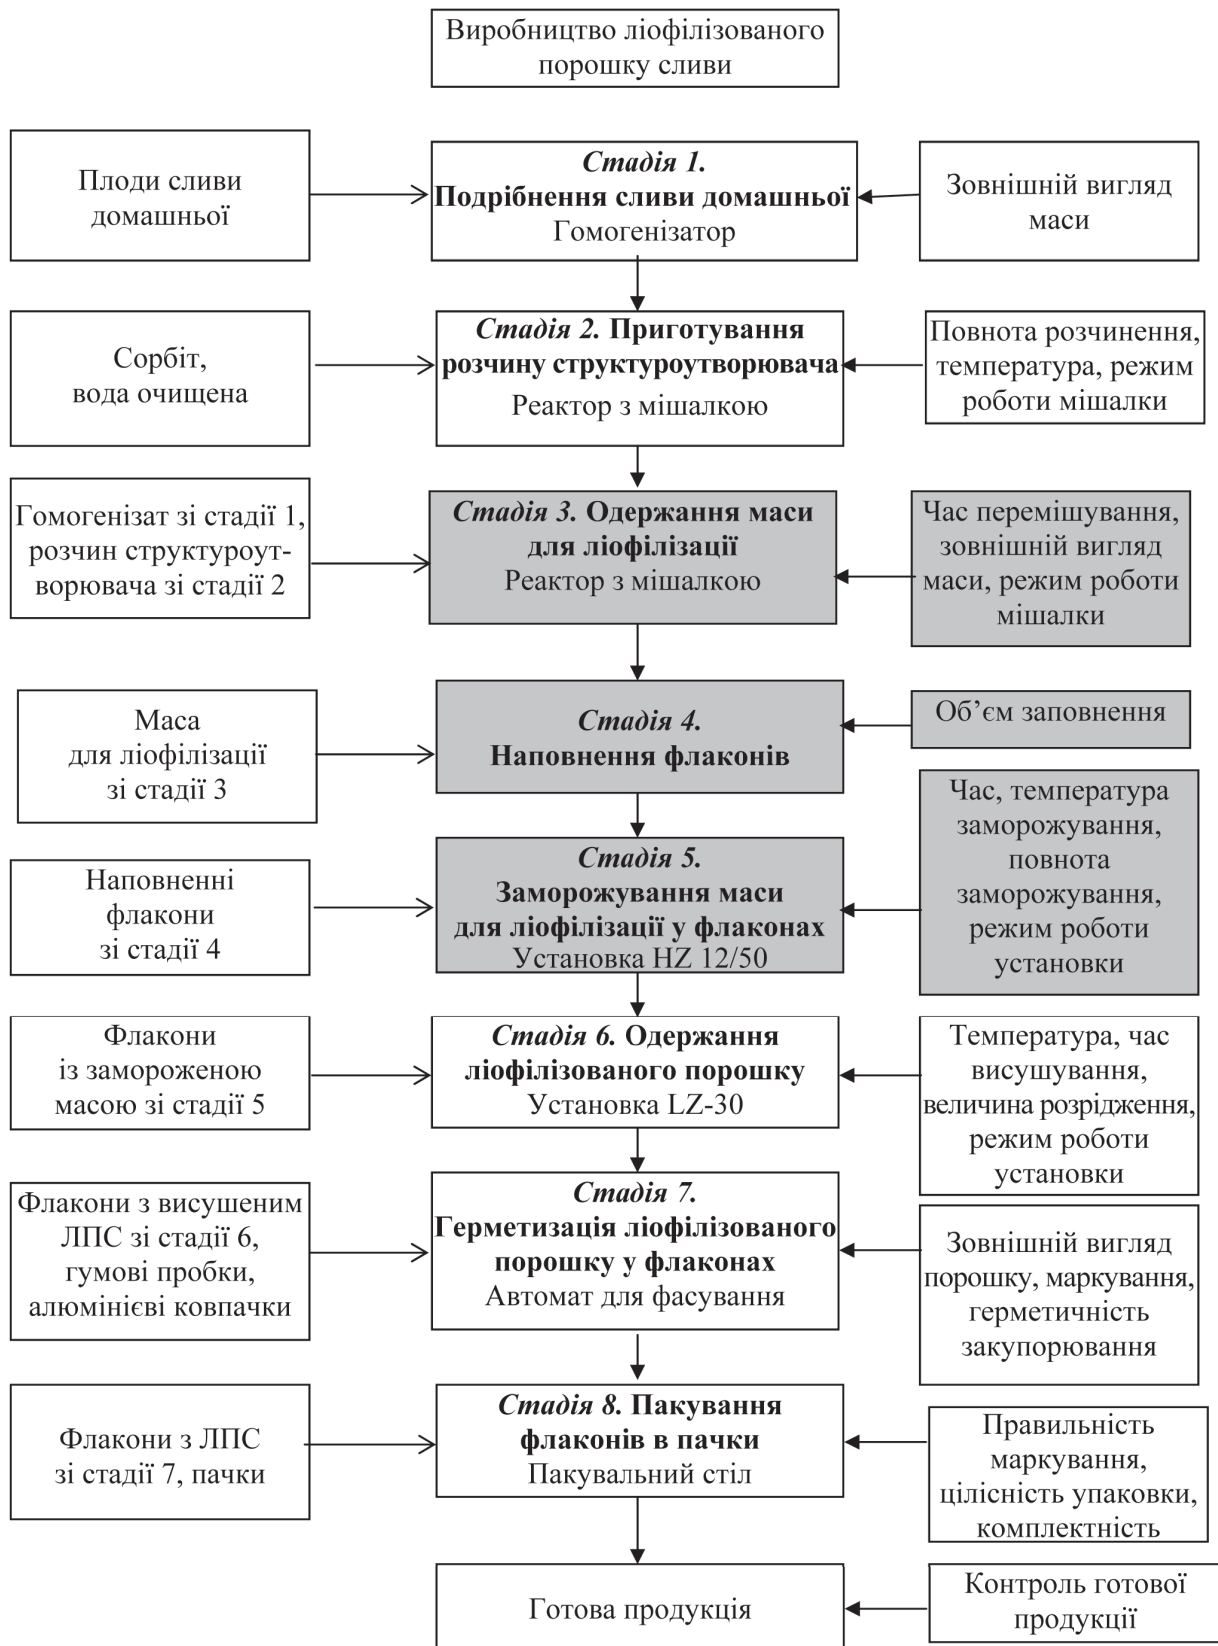 Виробництво ліофілізованого
порошку сливи
Плоди сливи
домашньої
Стадія 1.
Подрібнення сливи домашньої
Гомогенізатор
Зовнішній вигляд
маси
Сорбіт,
вода очищена
Стадія 2. Приготування
розчину структуроутворювача
Реактор з мішалкою
Повнота розчинення,
температура, режим
роботи мішалки
Гомогенізат зі стадії 1,
розчин структуроут-
ворювача зі стадії 2
Стадія 3. Одержання маси
для ліофілізації
Реактор з мішалкою
Час перемішування,
зовнішній вигляд
маси, режим роботи
мішалки
Маса
для ліофілізації
зі стадії 3
Стадія 4.
Наповнення флаконів
Об’єм заповнення
Наповненні
флакони
зі стадії 4
Стадія 5.
Заморожування маси
для ліофілізації у флаконах
Установка HZ 12/50
Час, температура
заморожування,
повнота
заморожування,
режим роботи
установки
Флакони
із замороженою
масою зі стадії 5
Стадія 6. Одержання
ліофілізованого порошку
Установка LZ-30
Температура, час
висушування,
величина розрідження,
режим роботи
установки
Флакони з висушеним
ЛПС зі стадії 6,
гумові пробки,
алюмінієві ковпачки
Стадія 7.
Герметизація ліофілізованого
порошку у флаконах
Автомат для фасування
Зовнішній вигляд
порошку, маркування,
герметичність
закупорювання
Флакони з ЛПС
зі стадії 7, пачки
Стадія 8. Пакування
флаконів в пачки
Пакувальний стіл
Правильність
маркування,
цілісність упаковки,
комплектність
Готова продукція
Контроль готової
продукції